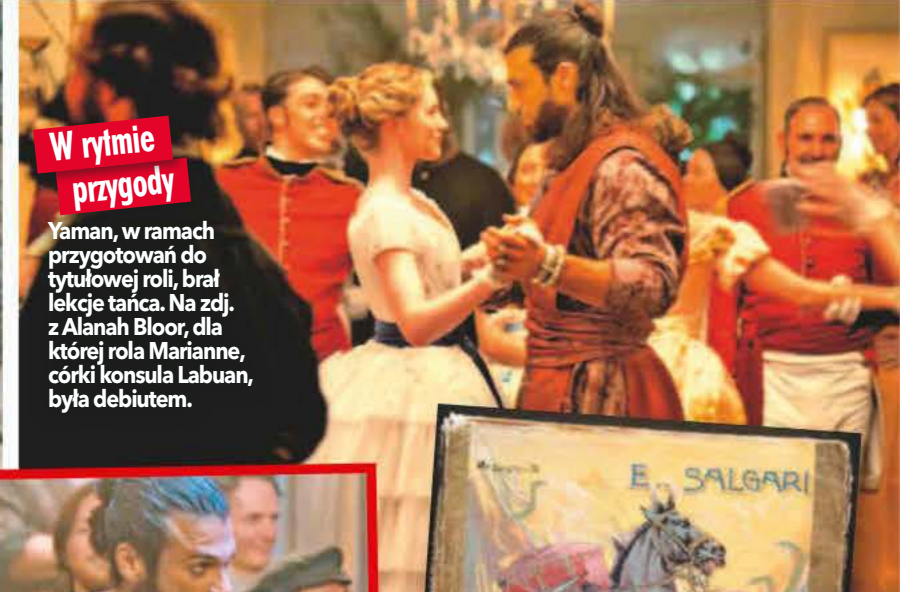 W rytmie
przygody
Yaman, w ramach
przygotowań do
tytułowej roli, brał
lekcje tańca. Na zdj.
z Alanah Bloor, dla
której rola Marianne,
córki konsula Labuan,
była debiutem.
E. SALGARI